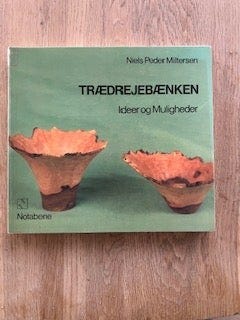 Niels Peder Miltersen
TRÆDREJEBÆNKEN
Ideer og Muligheder
Notabene